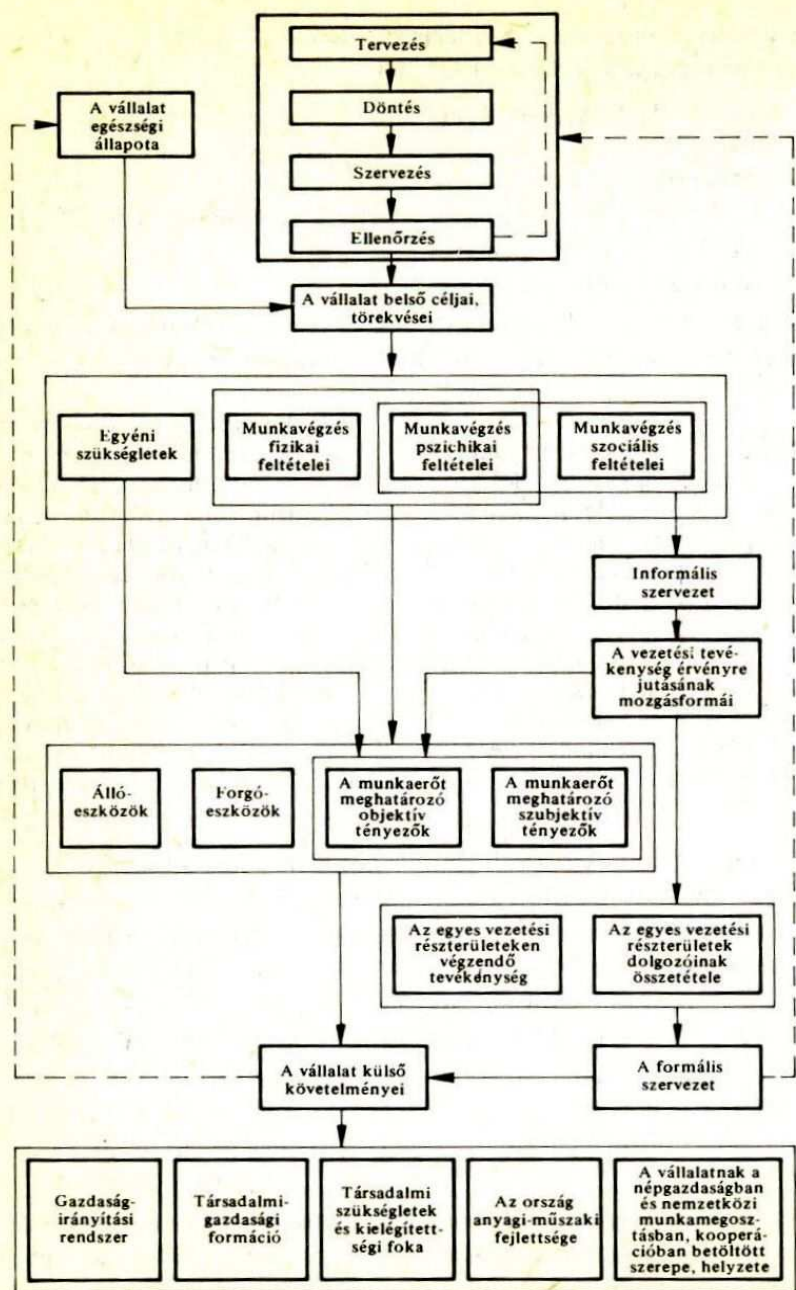 Tervezés
A vállalat
egészségi
állapota
Döntés
Szervezés
Ellenőrzés
A vállalat belső céljai,
törekvései
Egyéni
szükségletek
Munkavégzés
fizikai
feltételei
Munkavégzés
pszichikai
feltételei
Munkavégzés
szociális
feltételei
Informális
szervezet
A vezetési tevé-
kenység érvényre
jutásának
mozgásformái
Álló-
eszközök
Forgó-
eszközök
A munkaerőt
meghatározó
objektív
tényezők
A munkaerőt
meghatározó
szubjektív
tényezők
Az egyes vezetési
részterületeken
végzendő
tevékenység
Az egyes vezetési
részterületek
dolgozóinak
összetétele
A vállalat külső
követelményei
A formális
szervezet
Gazdaság-
irányítási
rendszer
Társadalmi-
gazdasági
formáció
Társadalmi
szükségletek
és kielégített-
ségi foka
Az ország
anyagi-műszaki
fejlettsége
A vállalatnak a
népgazdaságban
és nemzetközi
munkamegosz-
tásban, kooperá-
cióban betöltött
szerepe, helyzete